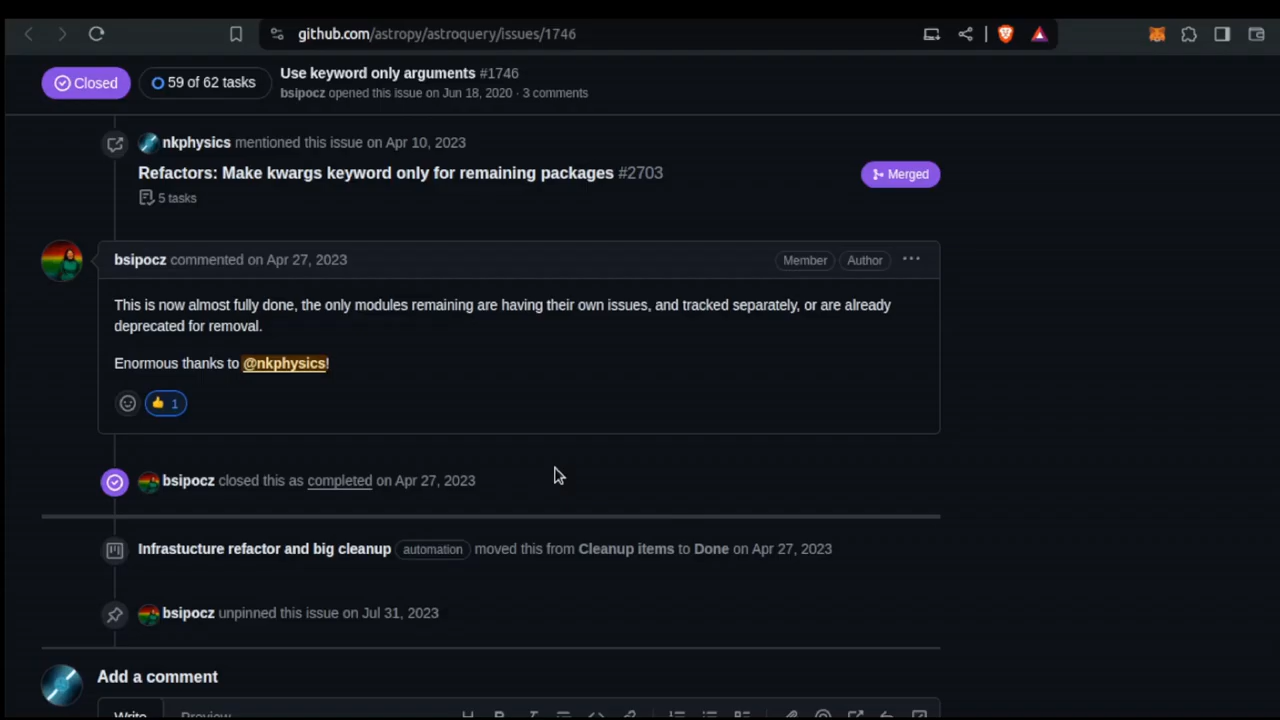 github.com/astropy/astroquery/issues/1746
Closed
59 of 62 tasks
Use keyword only arguments #1746
bsipocz opened this issue on Jun 18, 2020 · 3 comments
nkphysics mentioned this issue on Apr 10, 2023
Refactors: Make kwargs keyword only for remaining packages #2703
Merged
5 tasks
bsipocz commented on Apr 27, 2023
Member
Author
This is now almost fully done, the only modules remaining are having their own issues, and tracked separately, or are already
deprecated for removal.
Enormous thanks to @nkphysics!
1
bsipocz closed this as completed on Apr 27, 2023
Infrastucture refactor and big cleanup automation moved this from Cleanup items to Done on Apr 27, 2023
bsipocz unpinned this issue on Jul 31, 2023
Add a comment
Write Preview